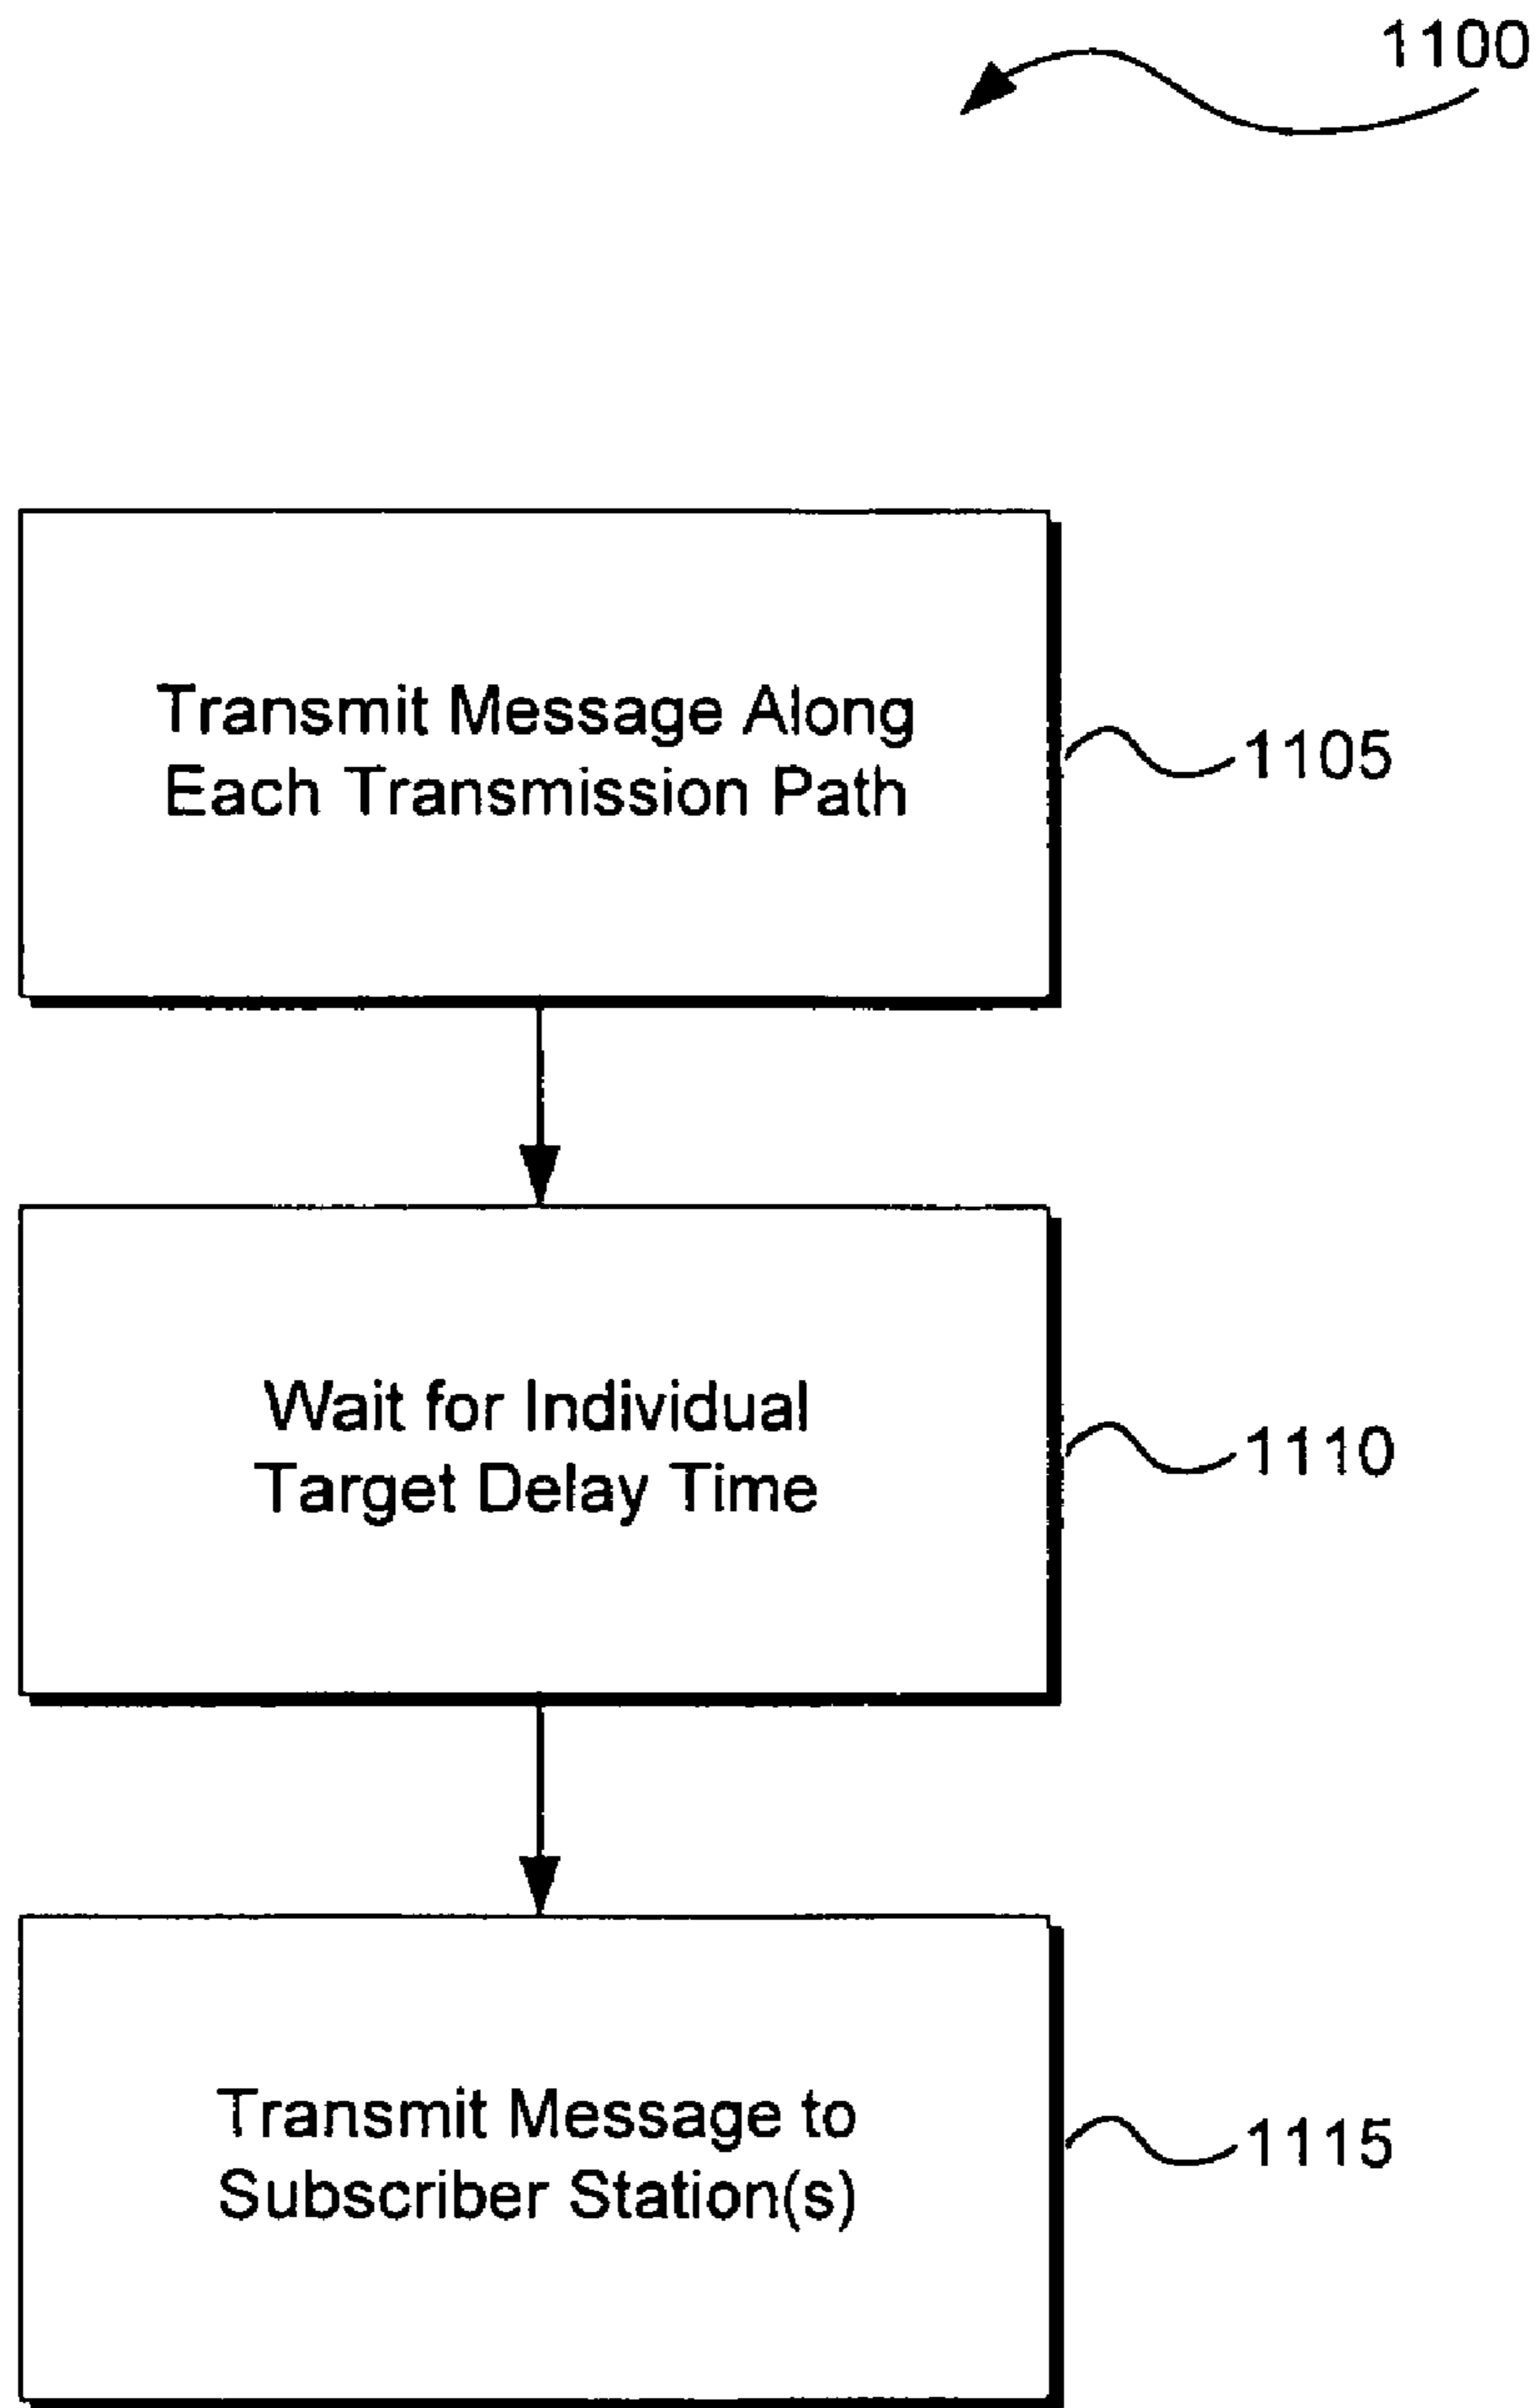 1100
Transmit Message Along
Each Transmission Path
1105
Wait for Individual
Target Delay Time
1110
Transmit Message to
Subscriber Station(s)
1115